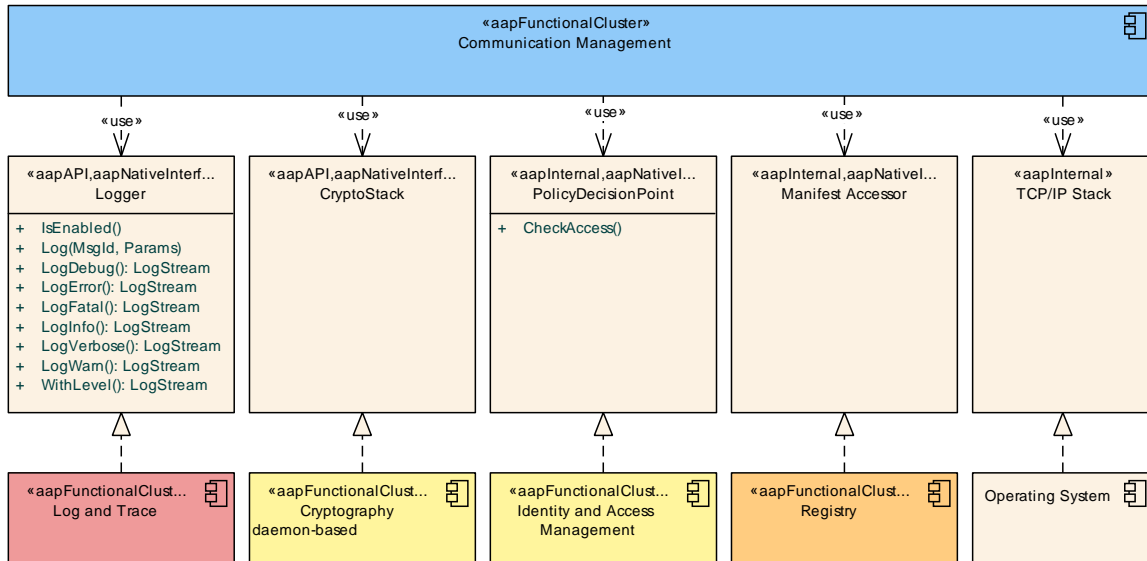 «aapFunctionalCluster»
Communication Management
«use»
«use»
«use»
«use»
«use»
«aapAPI,aapNativeInterf...
Logger
+ IsEnabled()
+ Log(MsgId, Params)
+ LogDebug(): LogStream
+ LogError(): LogStream
+ LogFatal(): LogStream
+ LogInfo(): LogStream
+ LogVerbose(): LogStream
+ LogWarn(): LogStream
+ WithLevel(): LogStream
«aapAPI,aapNativeInterf...
CryptoStack
«aapInternal,aapNativeI...
PolicyDecisionPoint
+ CheckAccess()
«aapInternal,aapNativeI...
Manifest Accessor
«aapInternal»
TCP/IP Stack
«aapFunctionalClust...
Log and Trace
«aapFunctionalClust...
Cryptography
daemon-based
«aapFunctionalClust...
Identity and Access
Management
«aapFunctionalClust...
Registry
Operating System